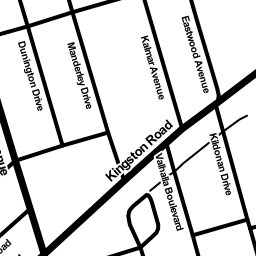 Dunington Drive
Manderley Drive
Kalmar Avenue
Eastwood Avenue
Kingston Road
Valhalla Boulevard
Kildonan Drive